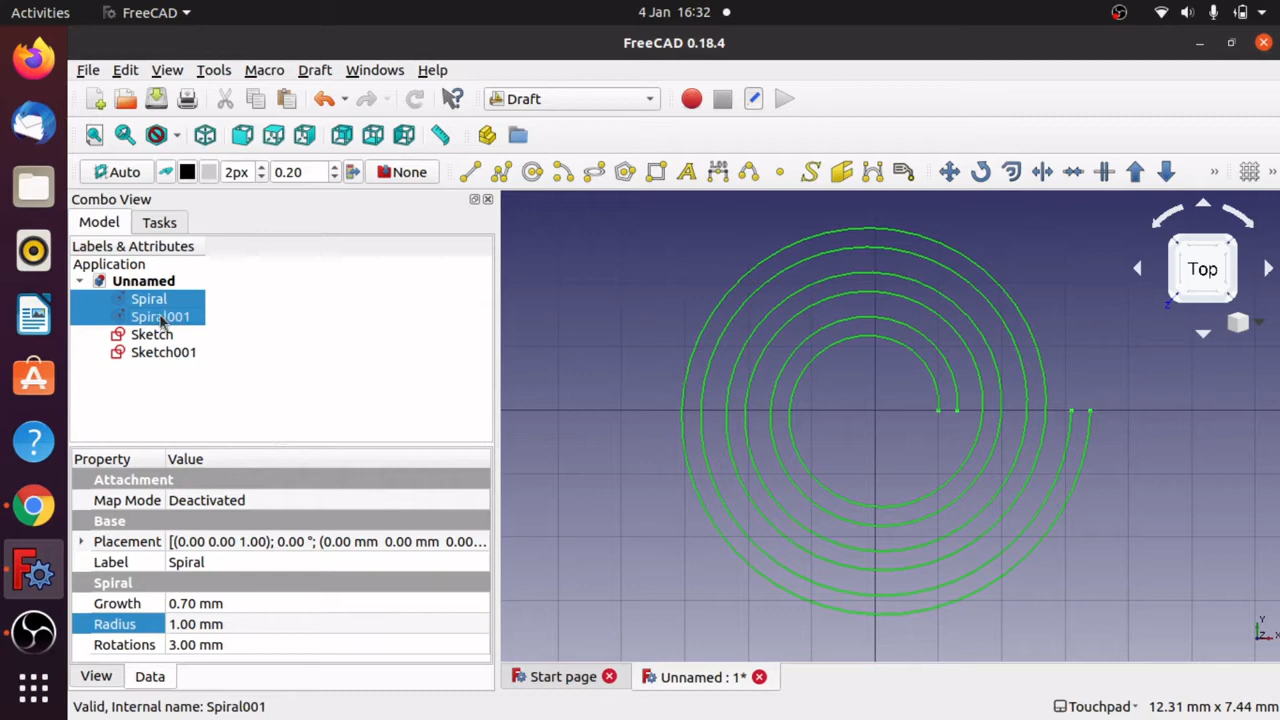 Activities FreeCAD 4 Jan 16:32
FreeCAD 0.18.4
File Edit View Tools Macro Draft Windows Help
Draft
Auto 2px 0.20 None
Combo View
Model Tasks
Labels & Attributes
Application
Unnamed
Spiral
Spiral001
Sketch
Sketch001
Top
Property Value
Attachment
Map Mode Deactivated
Base
Placement [(0.00 0.00 1.00); 0.00 °; (0.00 mm 0.00 mm 0.00...
Label Spiral
Spiral
Growth 0.70 mm
Radius 1.00 mm
Rotations 3.00 mm
Y
Z X
View Data
Start page Unnamed : 1*
Valid, Internal name: Spiral001 Touchpad 12.31 mm x 7.44 mm